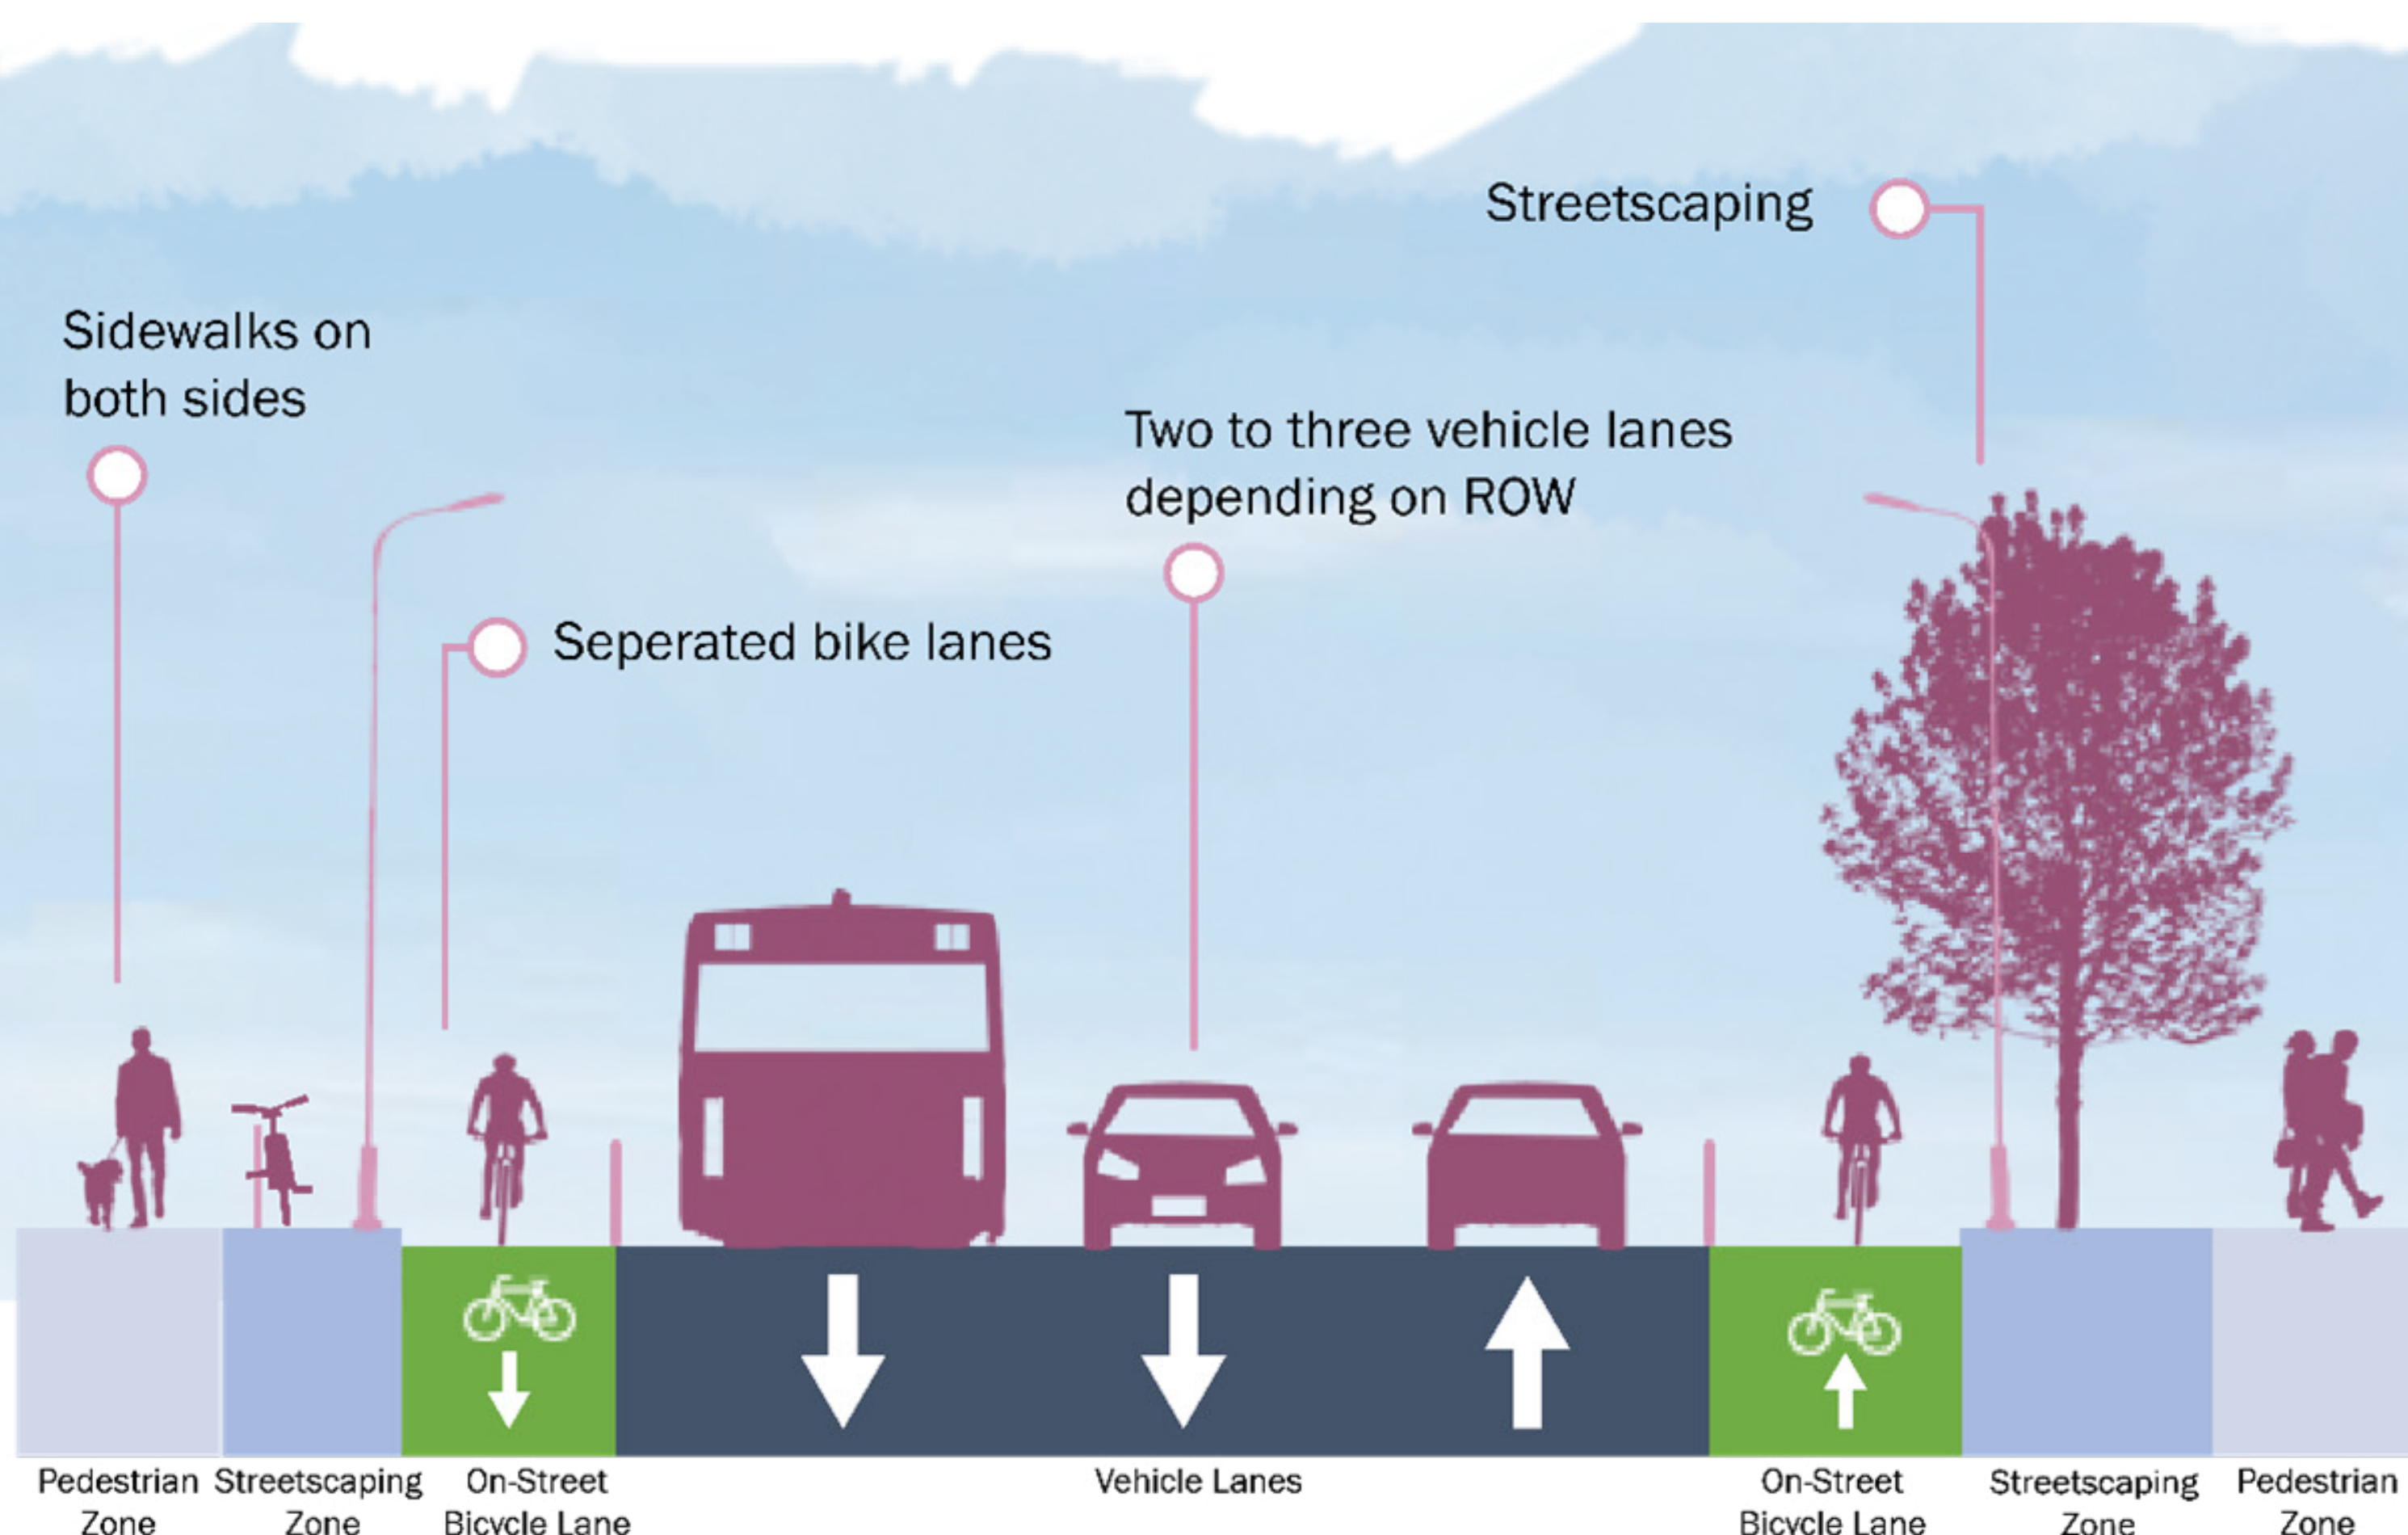 Streetscaping
Sidewalks on
both sides
Two to three vehicle lanes
depending on ROW
Seperated bike lanes
Pedestrian
Zone
Streetscaping
Zone
On-Street
Bicycle Lane
Vehicle Lanes
On-Street
Bicycle Lane
Streetscaping
Zone
Pedestrian
Zone